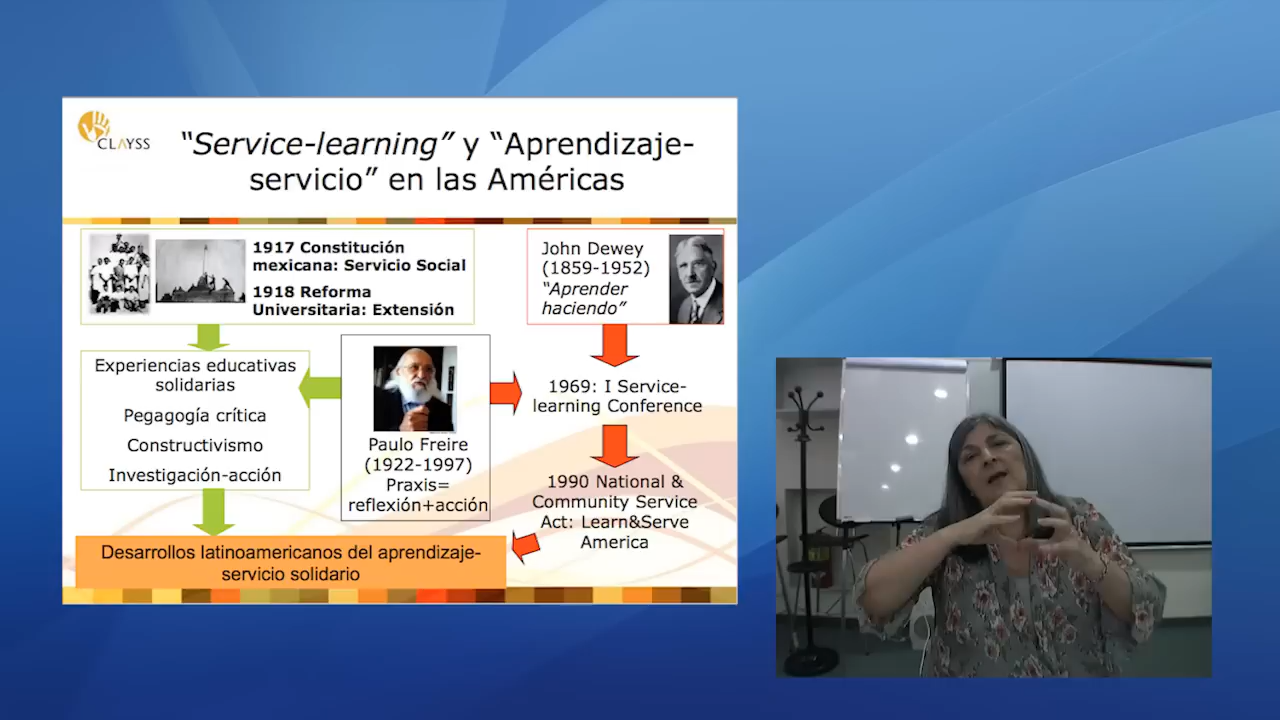 CLAYSS
“Service-learning” y “Aprendizaje-
servicio” en las Américas
1917 Constitución
mexicana: Servicio Social
1918 Reforma
Universitaria: Extensión
John Dewey
(1859-1952)
“Aprender
haciendo”
Experiencias educativas
solidarias
Pegagogía crítica
Constructivismo
Investigación-acción
Paulo Freire
(1922-1997)
Praxis=
reflexión+acción
1969: I Service-
learning Conference
1990 National &
Community Service
Act: Learn&Serve
America
Desarrollos latinoamericanos del aprendizaje-
servicio solidario